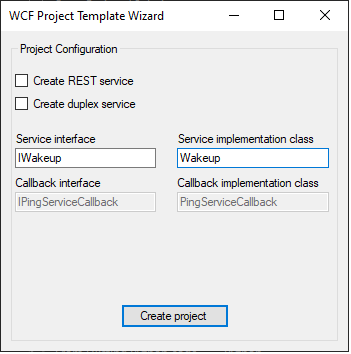 WCF Project Template Wizard
Project Configuration
Create REST service
Create duplex service
Service interface
Service implementation class
IWakeup
Wakeup
Callback interface
Callback implementation class
IPingServiceCallback
PingServiceCallback
Create project